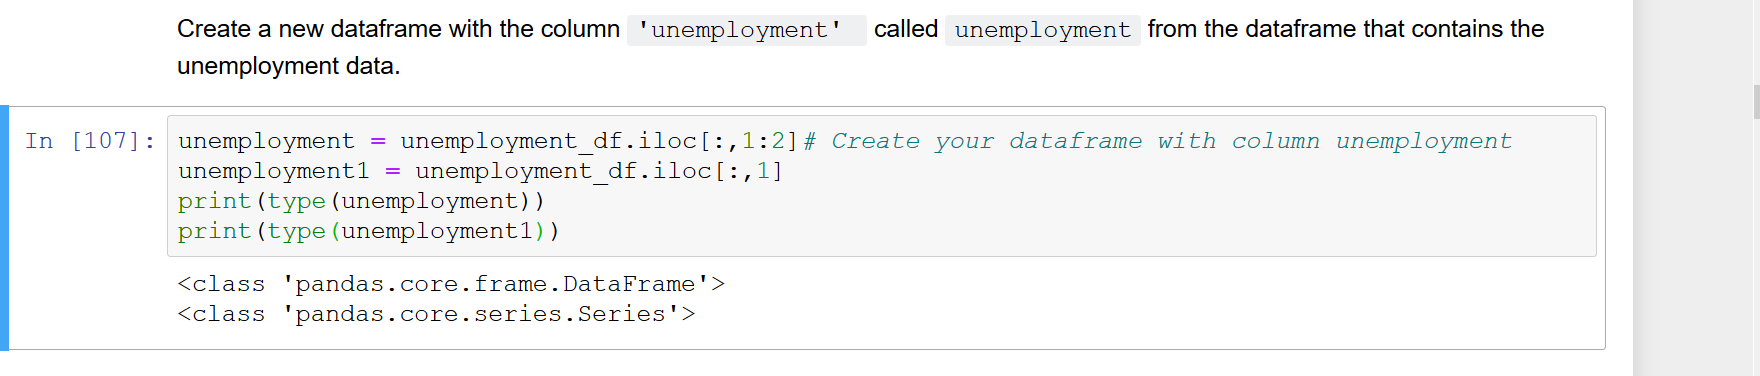 Create a new dataframe with the column 'unemployment' called unemployment from the dataframe that contains the
unemployment data.
In [107]: unemployment = unemployment_df.iloc[:,1:2]# Create your dataframe with column unemployment
unemployment1 = unemployment_df.iloc[:,1]
print(type(unemployment))
print(type(unemployment1))
<class 'pandas.core.frame.DataFrame'>
<class 'pandas.core.series.Series'>